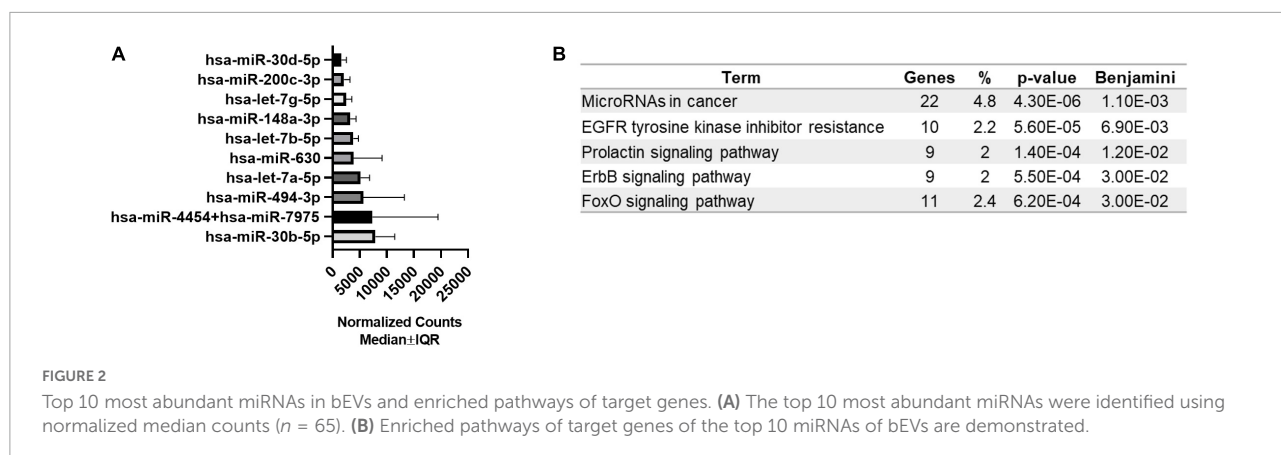 A
hsa-miR-30d-5p
hsa-miR-200c-3p
hsa-let-7g-5p
hsa-miR-148a-3p
hsa-let-7b-5p
hsa-miR-630
hsa-let-7a-5p
hsa-miR-494-3p
hsa-miR-4454+hsa-miR-7975
hsa-miR-30b-5p
0 5000 10000 15000 20000 25000
Normalized Counts
Median±IQR
B
Term Genes % p-value Benjamini
MicroRNAs in cancer 22 4.8 4.30E-06 1.10E-03
EGFR tyrosine kinase inhibitor resistance 10 2.2 5.60E-05 6.90E-03
Prolactin signaling pathway 9 2 1.40E-04 1.20E-02
ErbB signaling pathway 9 2 5.50E-04 3.00E-02
FoxO signaling pathway 11 2.4 6.20E-04 3.00E-02
FIGURE 2
Top 10 most abundant miRNAs in bEVs and enriched pathways of target genes. (A) The top 10 most abundant miRNAs were identified using
normalized median counts (n = 65). (B) Enriched pathways of target genes of the top 10 miRNAs of bEVs are demonstrated.